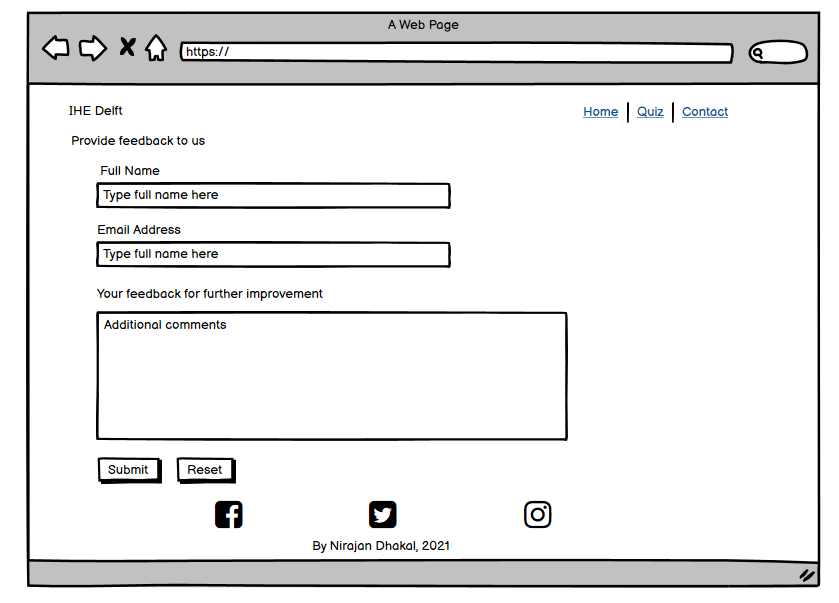 A Web Page
https://
IHE Delft
Home Quiz Contact
Provide feedback to us
Full Name
Type full name here
Email Address
Type full name here
Your feedback for further improvement
Additional comments
Submit Reset
By Nirajan Dhakal, 2021